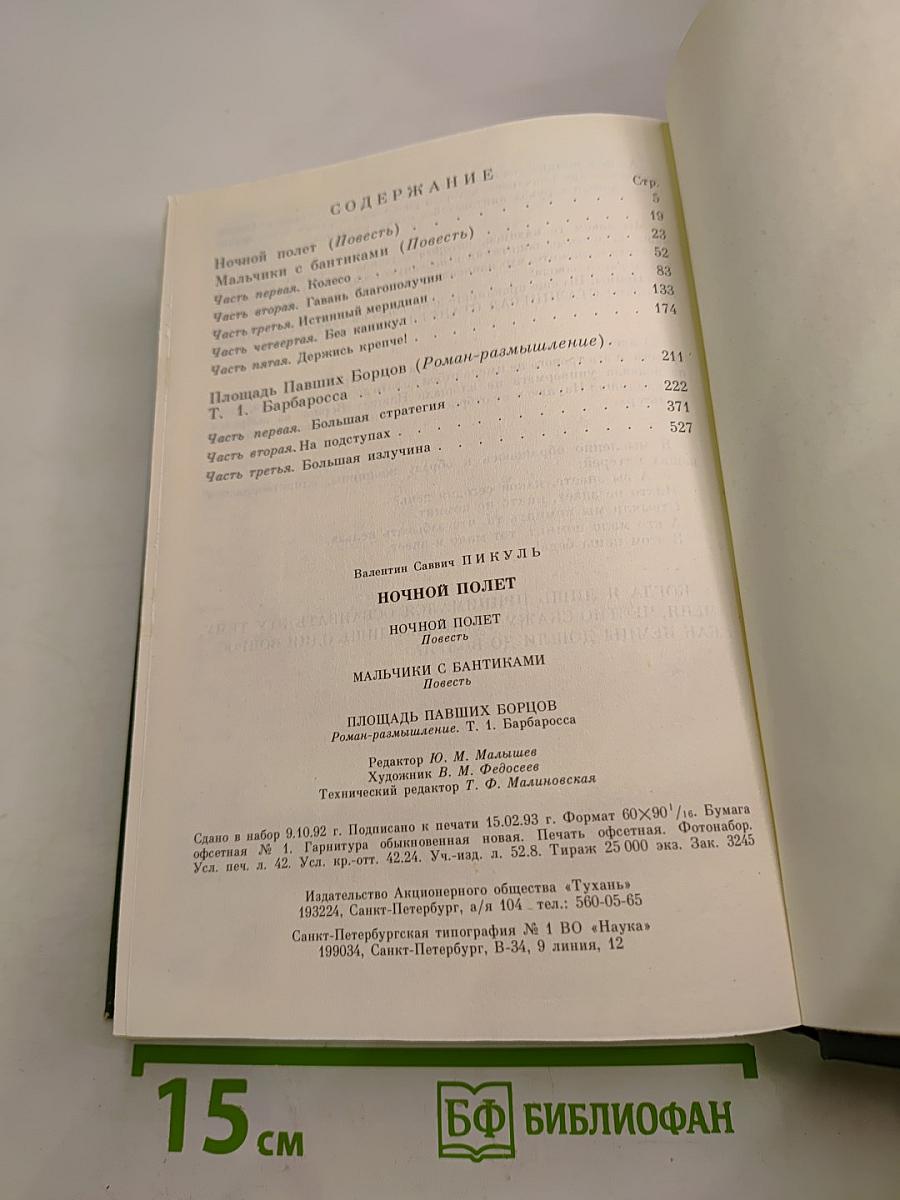 СОДЕРЖАНИЕ
Стр.
Ночной полет (Повесть) . . . . . . . . . 5
Мальчики с бантиками (Повесть) . . . . . . . 19
Часть первая. Колесо . . . . . . . . . . 23
Часть вторая. Гавань благополучия . . . . . . . 52
Часть третья. Истинный меридиан . . . . . . . 83
Часть четвертая. Без каникул . . . . . . . . 133
Часть пятая. Держись крепче! . . . . . . . . 174
Площадь Павших Борцов (Роман-размышление).
Т. 1. Барбаросса . . . . . . . . . . . 211
Часть первая. Большая стратегия . . . . . . . 222
Часть вторая. На подступах . . . . . . . . 371
Часть третья. Большая излучина . . . . . . . 527
Валентин Саввич ПИКУЛЬ
НОЧНОЙ ПОЛЕТ
НОЧНОЙ ПОЛЕТ
Повесть
МАЛЬЧИКИ С БАНТИКАМИ
Повесть
ПЛОЩАДЬ ПАВШИХ БОРЦОВ
Роман-размышление. Т. 1. Барбаросса
Редактор Ю. М. Малышев
Художник В. М. Федосеев
Технический редактор Т. Ф. Малиновская
Сдано в набор 9.10.92 г. Подписано к печати 15.02.93 г. Формат 60×90 1/16. Бумага
офсетная № 1. Гарнитура обыкновенная новая. Печать офсетная. Фотонабор.
Усл. печ. л. 42. Усл. кр.-отт. 42.24. Уч.-изд. л. 52.8. Тираж 25 000 экз. Зак. 3245
Издательство Акционерного общества «Тухань»
193224, Санкт-Петербург, а/я 104 тел.: 560-05-65
Санкт-Петербургская типография № 1 ВО «Наука»
199034, Санкт-Петербург, В-34, 9 линия, 12
15 см
БФ БИБЛИОФАН